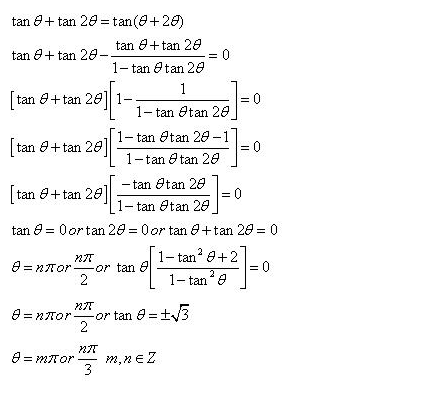 tan θ + tan 2θ = tan(θ + 2θ)
tan θ + tan 2θ − (tan θ + tan 2θ)/(1 − tan θ tan 2θ) = 0
[tan θ + tan 2θ][1 − 1/(1 − tan θ tan 2θ)] = 0
[tan θ + tan 2θ][(1 − tan θ tan 2θ − 1)/(1 − tan θ tan 2θ)] = 0
[tan θ + tan 2θ][(−tan θ tan 2θ)/(1 − tan θ tan 2θ)] = 0
tan θ = 0 or tan 2θ = 0 or tan θ + tan 2θ = 0
θ = nπ or nπ/2 or tan θ[(1 − tan² θ + 2)/(1 − tan² θ)] = 0
θ = nπ or nπ/2 or tan θ = ±√3
θ = mπ or nπ/3 m,n ∈ Z